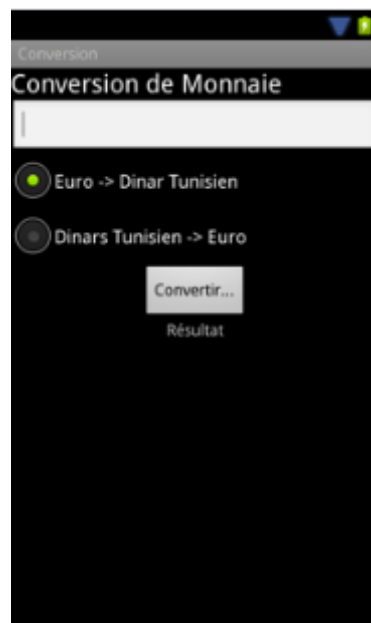 Conversion
Conversion de Monnaie
Euro -> Dinar Tunisien
Dinars Tunisien -> Euro
Convertir...
Résultat